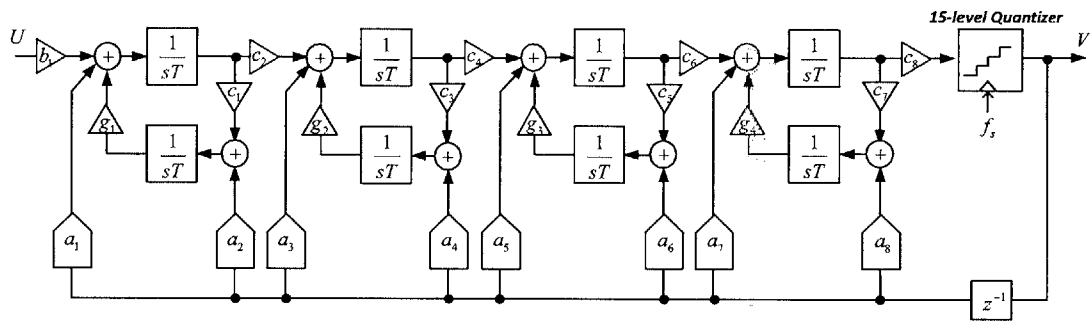 15-level Quantizer
U
b₁
1
sT
c₂
1
sT
c₄
1
sT
c₆
1
sT
c₈
V
c₁
c₃
c₅
c₇
g₁
g₂
g₃
g₄
fₛ
1
sT
1
sT
1
sT
1
sT
a₁
a₂
a₃
a₄
a₅
a₆
a₇
a₈
z⁻¹